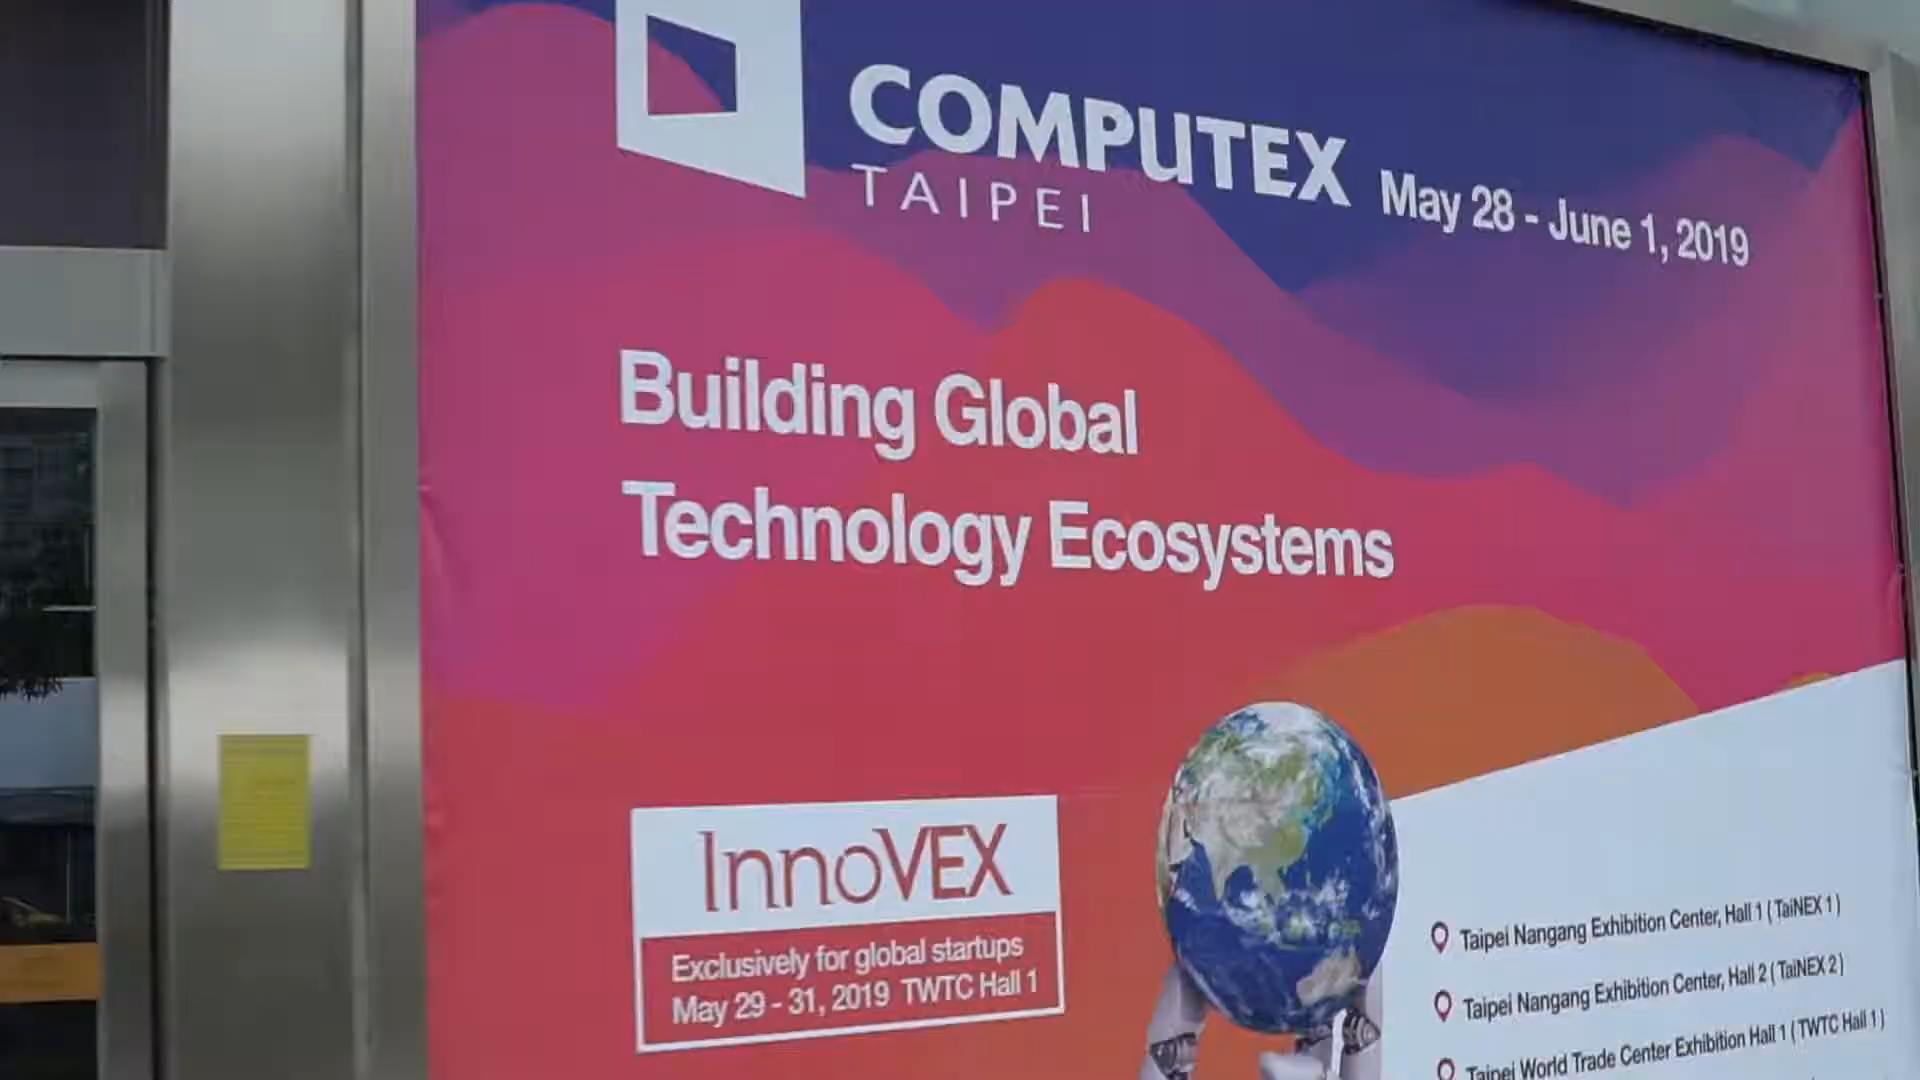 COMPUTEX
TAIPEI
May 28 - June 1, 2019
Building Global
Technology Ecosystems
InnoVEX
Exclusively for global startups
May 29 - 31, 2019 TWTC Hall 1
Taipei Nangang Exhibition Center, Hall 1 ( TaiNEX 1 )
Taipei Nangang Exhibition Center, Hall 2 ( TaiNEX 2 )
Taipei World Trade Center Exhibition Hall 1 ( TWTC Hall 1 )